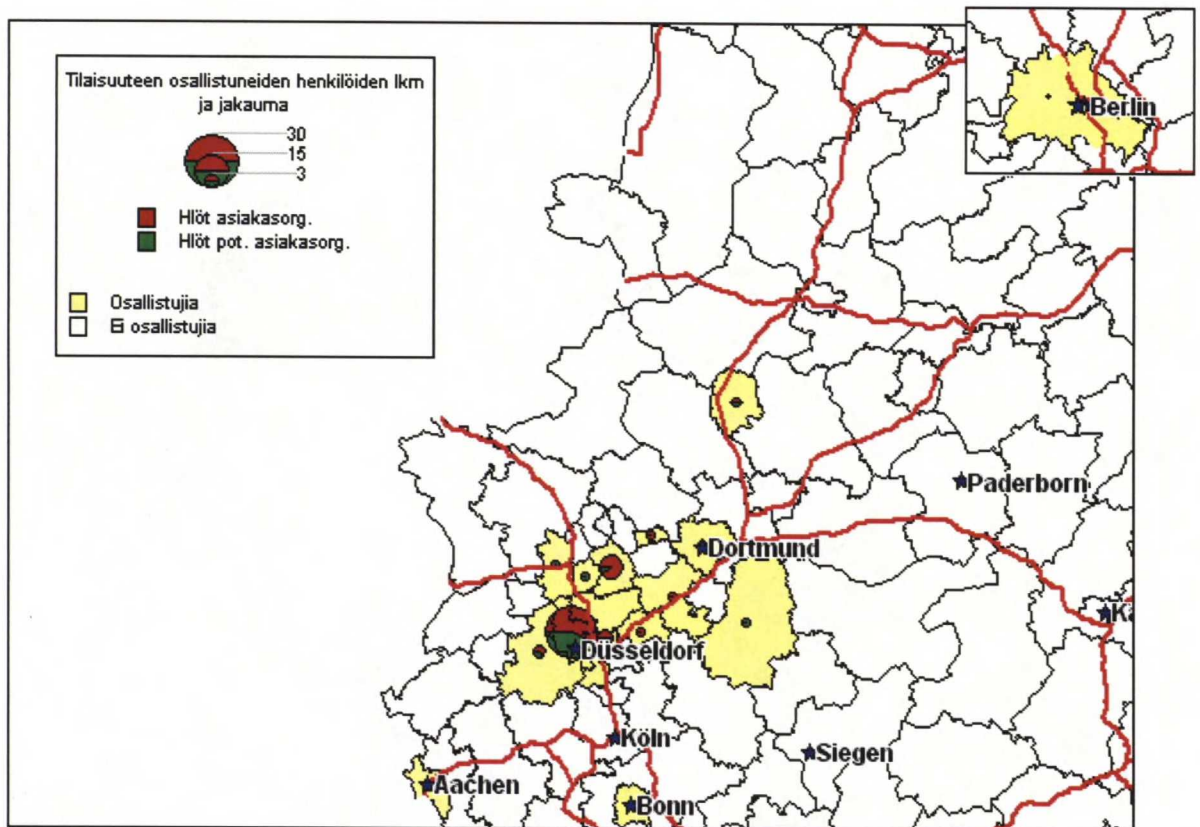 Tilaisuuteen osallistuneiden henkilöiden lkm
ja jakauma
30
15
3
Hlöt asiakasorg.
Hlöt pot. asiakasorg.
Osallistujia
Ei osallistujia
Berlin
Paderborn
Dortmund
Ka
Düsseldorf
Köln
Siegen
Aachen
Bonn